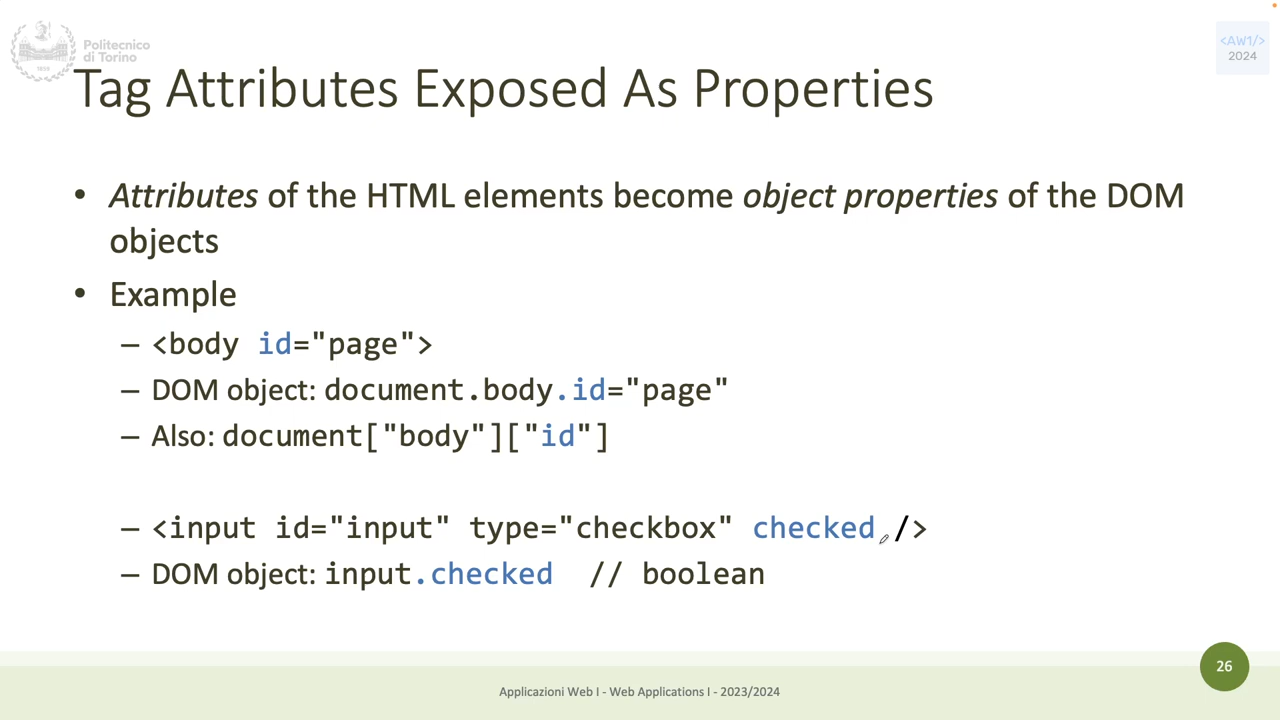 Politecnico
di Torino
1859
<AW1/>
2024
Tag Attributes Exposed As Properties
• Attributes of the HTML elements become object properties of the DOM
objects
• Example
– <body id="page">
– DOM object: document.body.id="page"
– Also: document["body"]["id"]
– <input id="input" type="checkbox" checked />
– DOM object: input.checked // boolean
26
Applicazioni Web I - Web Applications I - 2023/2024